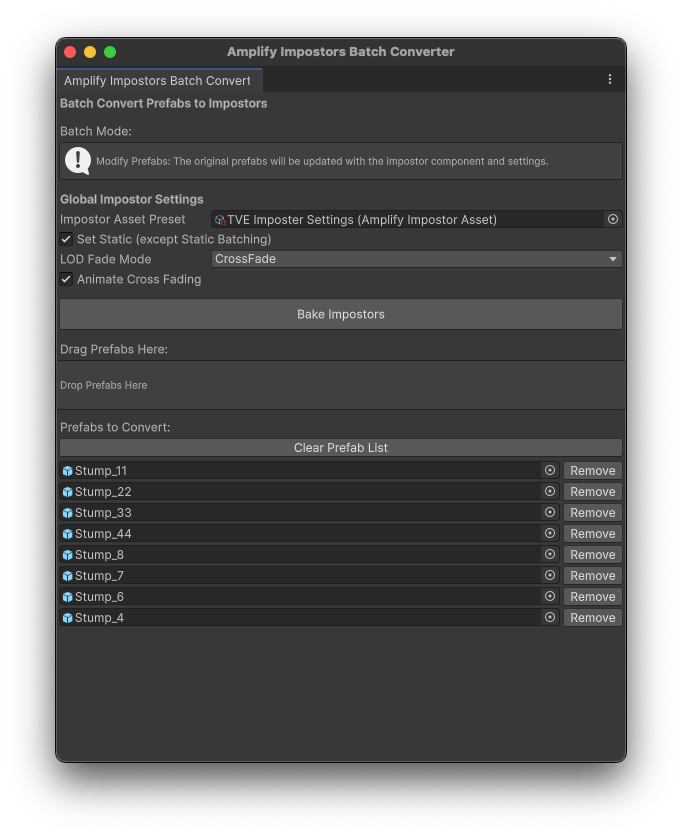 Amplify Impostors Batch Converter
Amplify Impostors Batch Convert
Batch Convert Prefabs to Impostors
Batch Mode:
Modify Prefabs: The original prefabs will be updated with the impostor component and settings.
Global Impostor Settings
Impostor Asset Preset TVE Imposter Settings (Amplify Impostor Asset)
Set Static (except Static Batching)
LOD Fade Mode CrossFade
Animate Cross Fading
Bake Impostors
Drag Prefabs Here:
Drop Prefabs Here
Prefabs to Convert:
Clear Prefab List
Stump_11 Remove
Stump_22 Remove
Stump_33 Remove
Stump_44 Remove
Stump_8 Remove
Stump_7 Remove
Stump_6 Remove
Stump_4 Remove